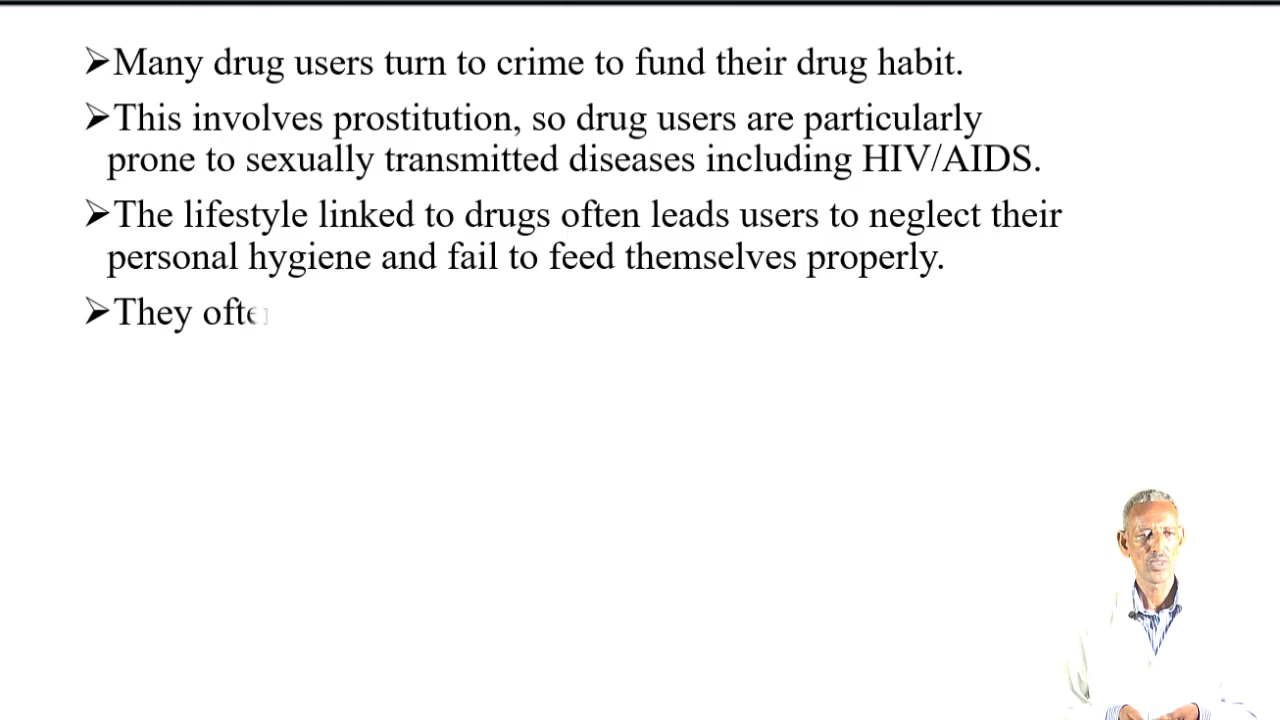 ➢Many drug users turn to crime to fund their drug habit.
➢This involves prostitution, so drug users are particularly
prone to sexually transmitted diseases including HIV/AIDS.
➢The lifestyle linked to drugs often leads users to neglect their
personal hygiene and fail to feed themselves properly.
➢They